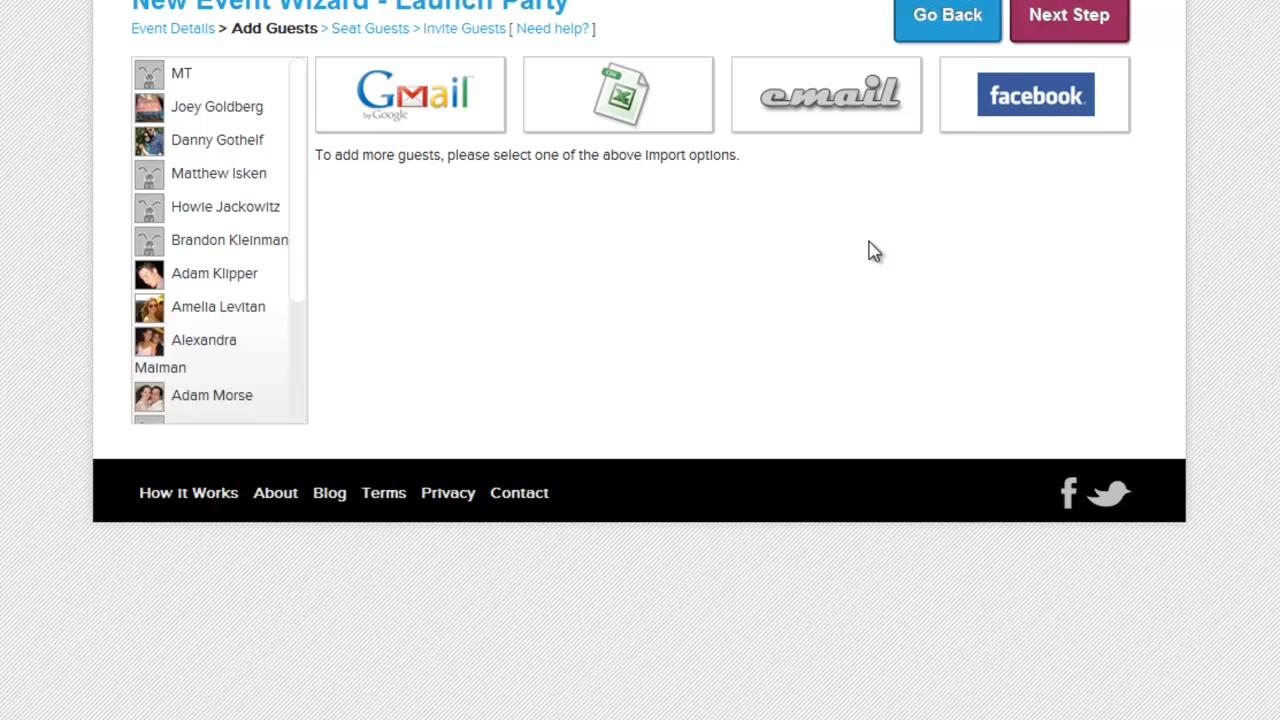 New Event Wizard - Launch Party
Go Back
Next Step
Event Details > Add Guests > Seat Guests > Invite Guests [ Need help? ]
MT
Joey Goldberg
Danny Gothelf
Matthew Isken
Howie Jackowitz
Brandon Kleinman
Adam Klipper
Amelia Levitan
Alexandra
Malman
Adam Morse
Gmail
by Google
CSV
email
facebook
To add more guests, please select one of the above import options.
How it Works About Blog Terms Privacy Contact